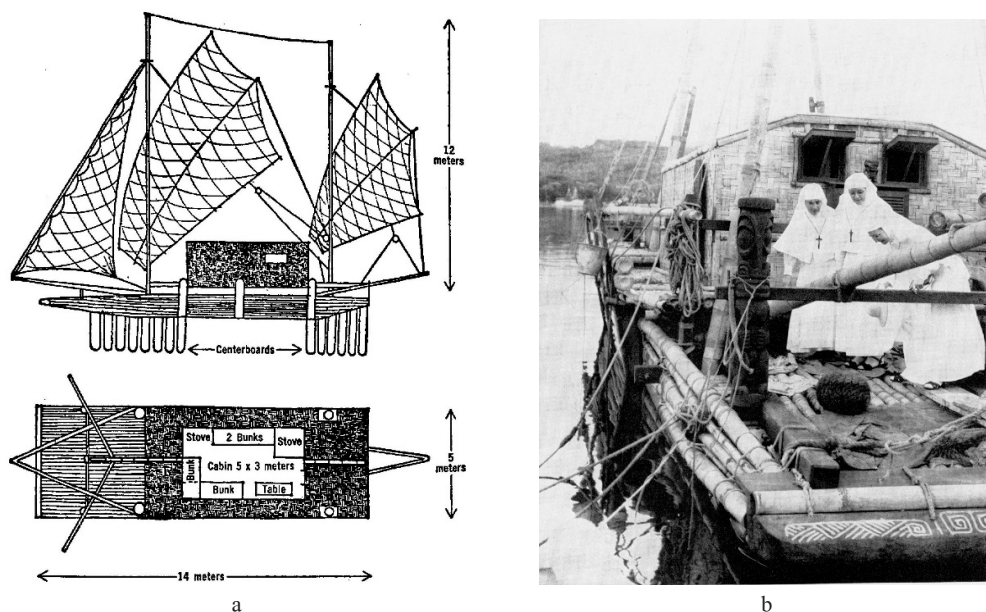 12
meters
Centerboards
Stove
2 Bunks
Stove
Bunk
Cabin 5 x 3 meters
Bunk
Table
5
meters
14 meters
a
b